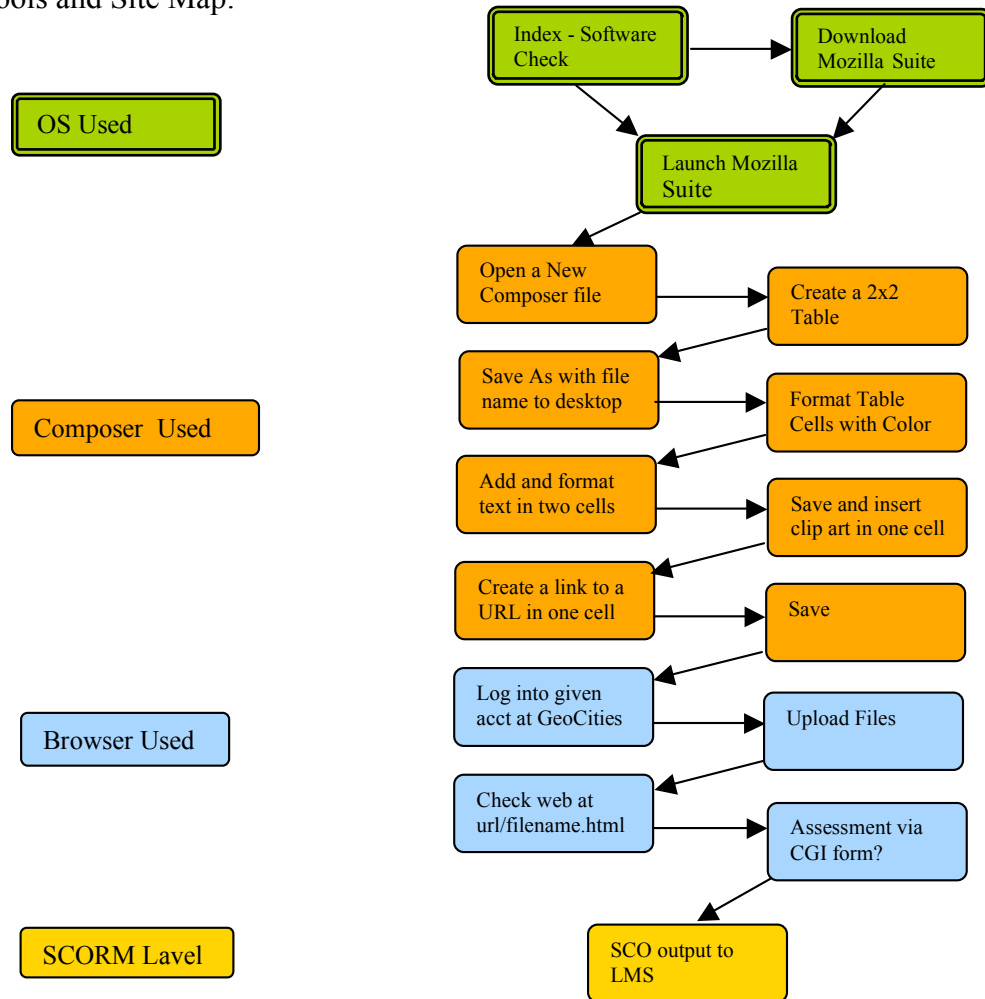 ools and Site Map:
Index - Software
Check
Download
Mozilla Suite
OS Used
Launch Mozilla
Suite
Open a New
Composer file
Create a 2x2
Table
Save As with file
name to desktop
Format Table
Cells with Color
Composer Used
Add and format
text in two cells
Save and insert
clip art in one cell
Create a link to a
URL in one cell
Save
Log into given
acct at GeoCities
Upload Files
Browser Used
Check web at
url/filename.html
Assessment via
CGI form?
SCORM Lavel
SCO output to
LMS